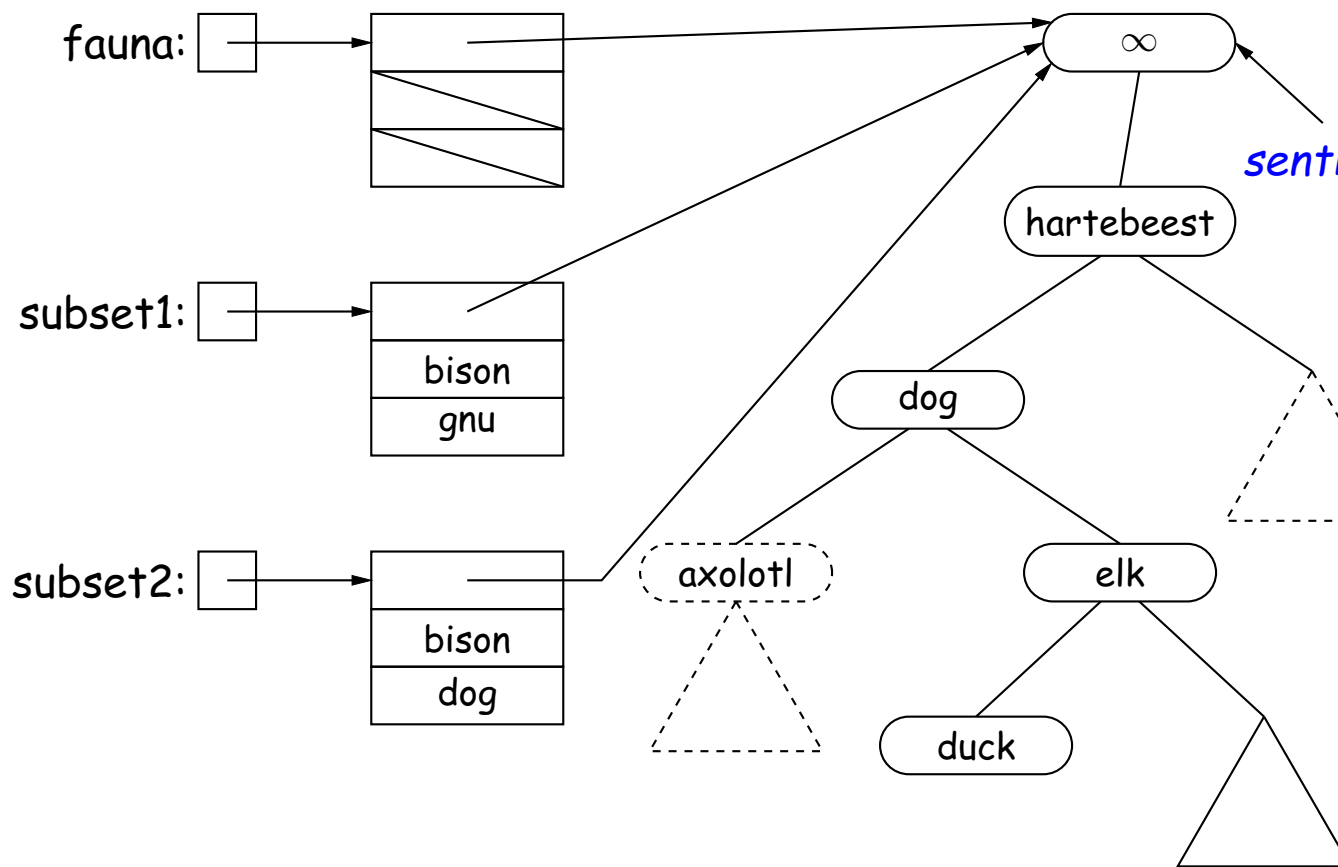 fauna:
∞
hartebeest
subset1:
bison
gnu
dog
subset2:
bison
dog
axolotl
elk
duck